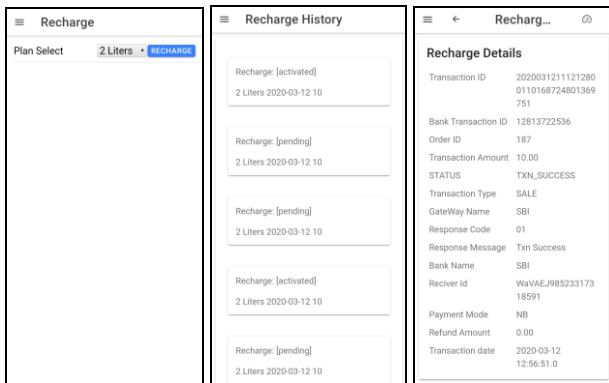 Recharge
Plan Select 2 Liters RECHARGE
Recharge History
Recharge: [activated]
2 Liters 2020-03-12 10
Recharge: [pending]
2 Liters 2020-03-12 10
Recharge: [pending]
2 Liters 2020-03-12 10
Recharge: [activated]
2 Liters 2020-03-12 10
Recharge: [pending]
2 Liters 2020-03-12 10
Recharg...
Recharge Details
Transaction ID 2020031211121280
0110168724801369
751
Bank Transaction ID 12813722536
Order ID 187
Transaction Amount 10.00
STATUS TXN_SUCCESS
Transaction Type SALE
GateWay Name SBI
Response Code 01
Response Message Txn Success
Bank Name SBI
Reciver Id WaVAEJ985233173
18591
Payment Mode NB
Refund Amount 0.00
Transaction date 2020-03-12
12:56:51.0